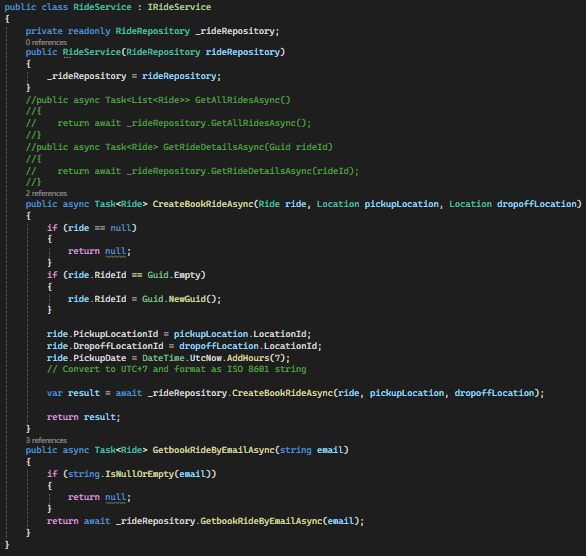 public class RideService : IRideService
{
    private readonly RideRepository _rideRepository;
    0 references
    public RideService(RideRepository rideRepository)
    {
        _rideRepository = rideRepository;
    }
    //public async Task<List<Ride>> GetAllRidesAsync()
    //{
    //    return await _rideRepository.GetAllRidesAsync();
    //}
    //public async Task<Ride> GetRideDetailsAsync(Guid rideId)
    //{
    //    return await _rideRepository.GetRideDetailsAsync(rideId);
    //}
    2 references
    public async Task<Ride> CreateBookRideAsync(Ride ride, Location pickupLocation, Location dropoffLocation)
    {
        if (ride == null)
        {
            return null;
        }
        if (ride.RideId == Guid.Empty)
        {
            ride.RideId = Guid.NewGuid();
        }

        ride.PickupLocationId = pickupLocation.LocationId;
        ride.DropoffLocationId = dropoffLocation.LocationId;
        ride.PickupDate = DateTime.UtcNow.AddHours(7);
        // Convert to UTC+7 and format as ISO 8601 string

        var result = await _rideRepository.CreateBookRideAsync(ride, pickupLocation, dropoffLocation);

        return result;
    }
    3 references
    public async Task<Ride> GetbookRideByEmailAsync(string email)
    {
        if (string.IsNullOrEmpty(email))
        {
            return null;
        }
        return await _rideRepository.GetbookRideByEmailAsync(email);
    }
}